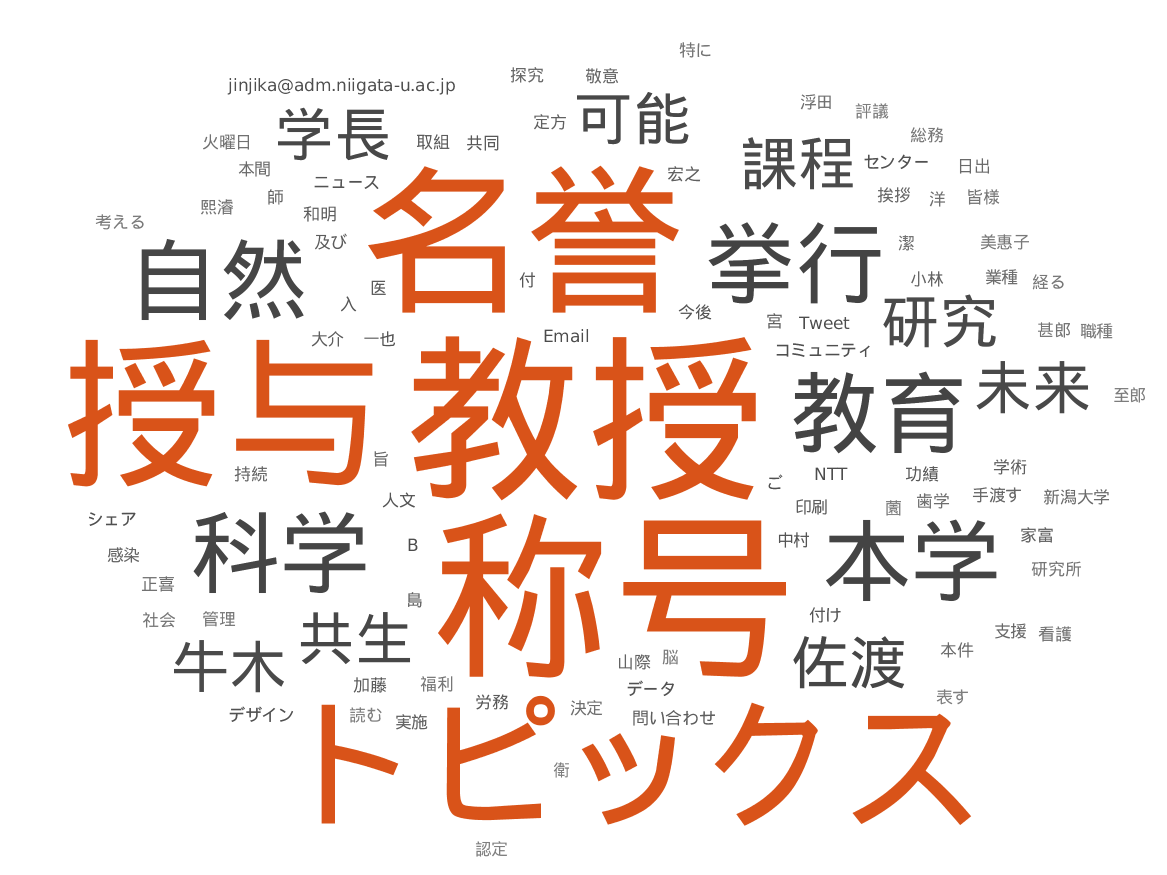 特に
探究 敬意
jinjika@adm.niigata-u.ac.jp
可能
浮田 評議
学長
定方
総務
火曜日
取組 共同
課程
センター 日出
本間
ニュース
名誉
宏之
師
挨拶 洋 皆様
熙濬
和明
考える
自然
及び
挙行
潔
美惠子
医
付
小林
業種 経る
入
今後
宮 Tweet
研究
甚郎 職種
大介 一也
Email
コミュニティ
授与
教授
教育
未来
至郎
持続
旨
NTT
功績
学術
ご
人文
印刷
薗 歯学 手渡す 新潟大学
シェア
科学
B
称号
中村
本学
家富
感染
研究所
正喜
島
社会 管理
共生
付け
支援 看護
牛木
山際 脳
佐渡
本件
加藤 福利
データ
表す
デザイン
読む 実施
労務
決定 問い合わせ
トピックス
衛
認定